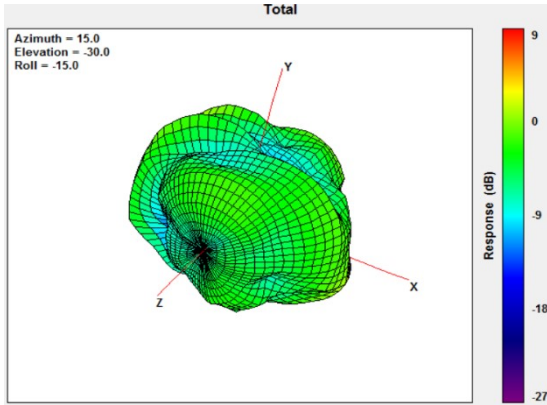 Total
Azimuth = 15.0
Elevation = -30.0
Roll = -15.0
Y
X
Z
Response (dB)
9
0
-9
-18
-27